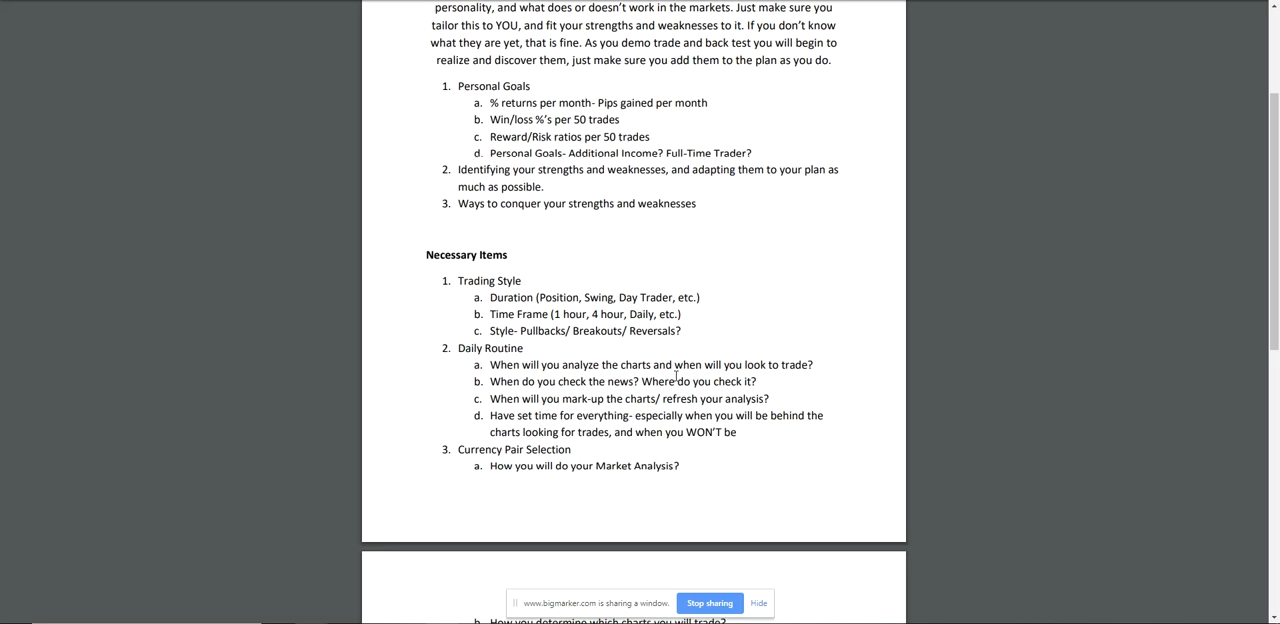 personality, and what does or doesn't work in the markets. Just make sure you
tailor this to YOU, and fit your strengths and weaknesses to it. If you don't know
what they are yet, that is fine. As you demo trade and back test you will begin to
realize and discover them, just make sure you add them to the plan as you do.
1. Personal Goals
a. % returns per month- Pips gained per month
b. Win/loss %'s per 50 trades
c. Reward/Risk ratios per 50 trades
d. Personal Goals- Additional Income? Full-Time Trader?
2. Identifying your strengths and weaknesses, and adapting them to your plan as
much as possible.
3. Ways to conquer your strengths and weaknesses
Necessary Items
1. Trading Style
a. Duration (Position, Swing, Day Trader, etc.)
b. Time Frame (1 hour, 4 hour, Daily, etc.)
c. Style- Pullbacks/ Breakouts/ Reversals?
2. Daily Routine
a. When will you analyze the charts and when will you look to trade?
b. When do you check the news? Where do you check it?
c. When will you mark-up the charts/ refresh your analysis?
d. Have set time for everything- especially when you will be behind the
charts looking for trades, and when you WON'T be
3. Currency Pair Selection
a. How you will do your Market Analysis?
www.bigmarker.com is sharing a window. Stop sharing Hide
b. How you determine which charts you will trade?